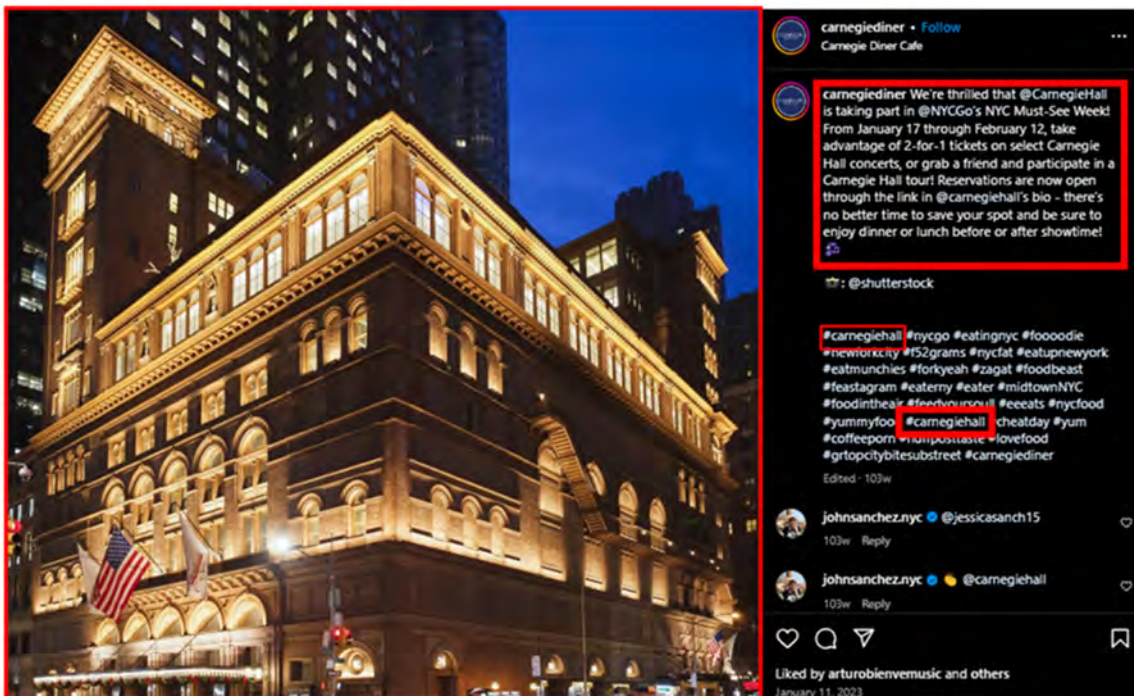 carnegiediner • Follow
Carnegie Diner Cafe
carnegiediner We're thrilled that @CarnegieHall
is taking part in @NYCGo's NYC Must-See Week!
From January 17 through February 12, take
advantage of 2-for-1 tickets on select Carnegie
Hall concerts, or grab a friend and participate in a
Carnegie Hall tour! Reservations are now open
through the link in @carnegiehall's bio - there's
no better time to save your spot and be sure to
enjoy dinner or lunch before or after showtime!
: @shutterstock
#carnegiehall #nycgo #eatingnyc #foooodie
#newforkcity #f52grams #nycfat #eatupnewyork
#eatmunchies #forkyeah #zagat #foodbeast
#feastagram #eaterny #eater #midtownNYC
#foodintheair #feedyoursoull #eeeats #nycfood
#yummyfood #carnegiehall #cheatday #yum
#coffeeporn #huffposttaste #lovefood
#grtopcitybitesubstreet #carnegiediner
Edited · 103w
johnsanchez.nyc @jessicasanch15
103w Reply
johnsanchez.nyc @carnegiehall
103w Reply
Liked by arturobienvemusic and others
January 11, 2023